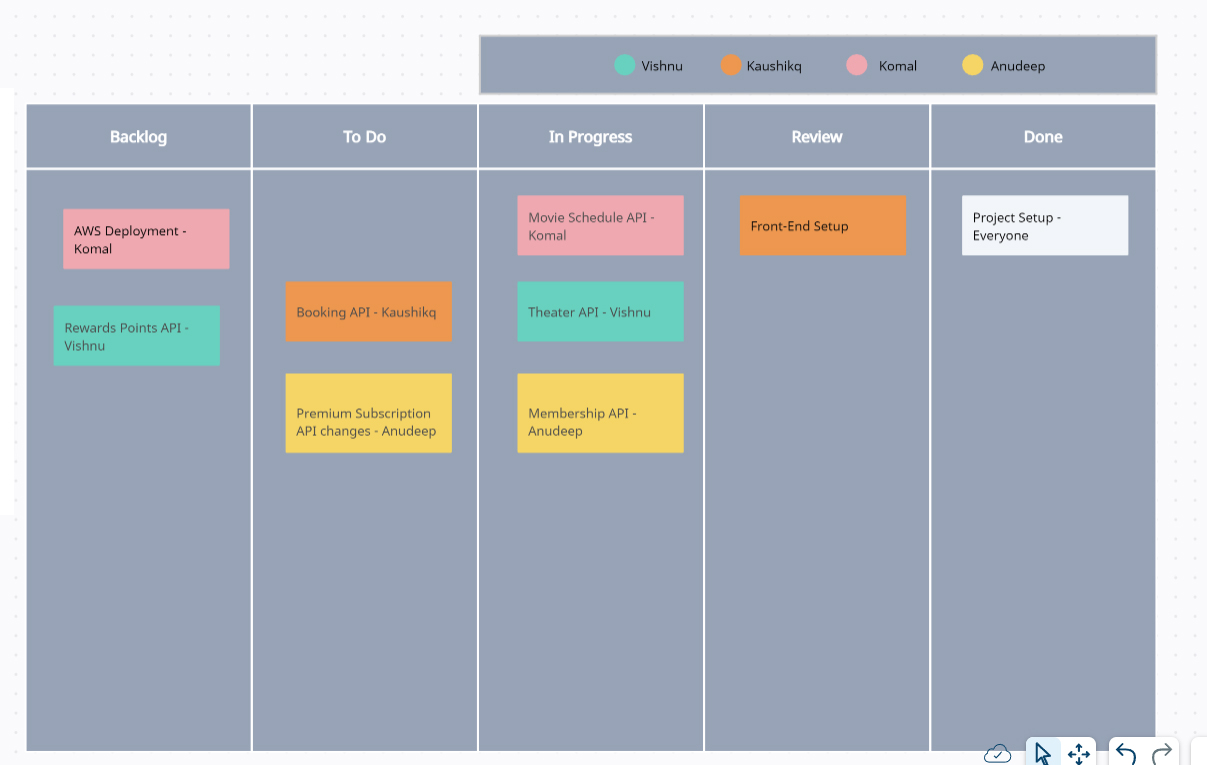 Vishnu
Kaushikq
Komal
Anudeep
Backlog
To Do
In Progress
Review
Done
AWS Deployment -
Komal
Rewards Points API -
Vishnu
Booking API - Kaushikq
Premium Subscription
API changes - Anudeep
Movie Schedule API -
Komal
Theater API - Vishnu
Membership API -
Anudeep
Front-End Setup
Project Setup -
Everyone